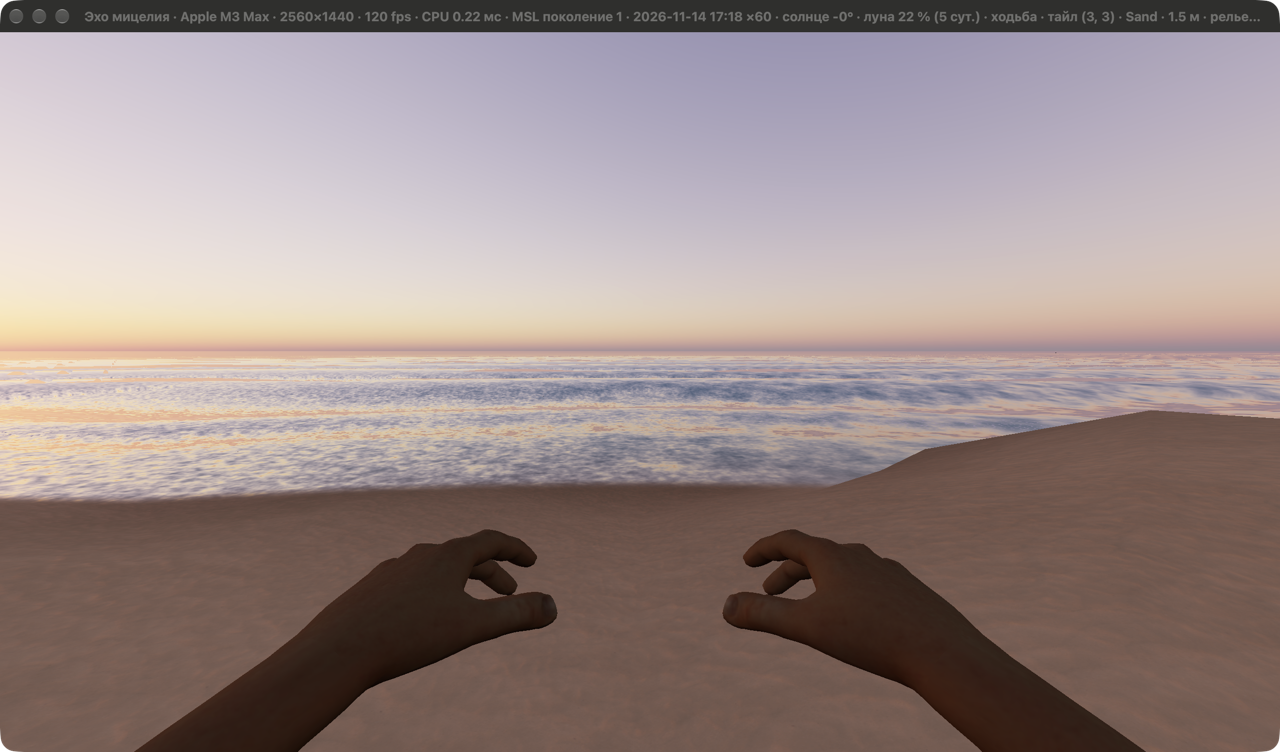 Эхо мицелия · Apple M3 Max · 2560×1440 · 120 fps · CPU 0.22 мс · MSL поколение 1 · 2026-11-14 17:18 ×60 · солнце -0° · луна 22 % (5 сут.) · ходьба · тайл (3, 3) · Sand · 1.5 м · релье...